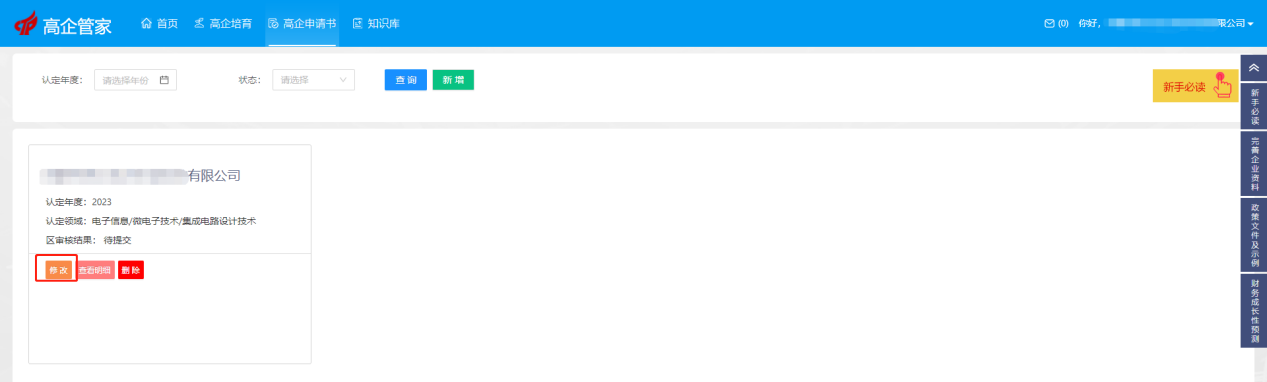 高企管家 首页 高企培育 高企申请书 知识库 (0) 你好, 限公司
认定年度: 请选择年份 状态: 请选择 查询 新增 新手必读
有限公司
认定年度: 2023
认定领域: 电子信息/微电子技术/集成电路设计技术
区审核结果: 待提交
修改 查看明细 删除
新手必读
完善企业资料
政策文件及示例
财务成长性预测